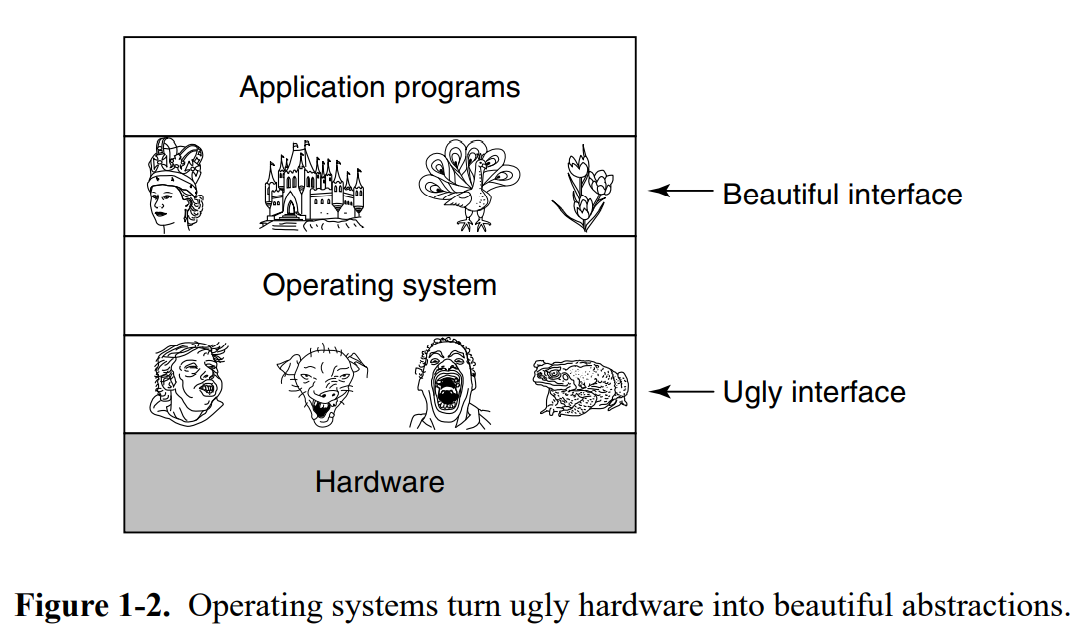 Application programs
Beautiful interface
Operating system
Ugly interface
Hardware
Figure 1-2. Operating systems turn ugly hardware into beautiful abstractions.